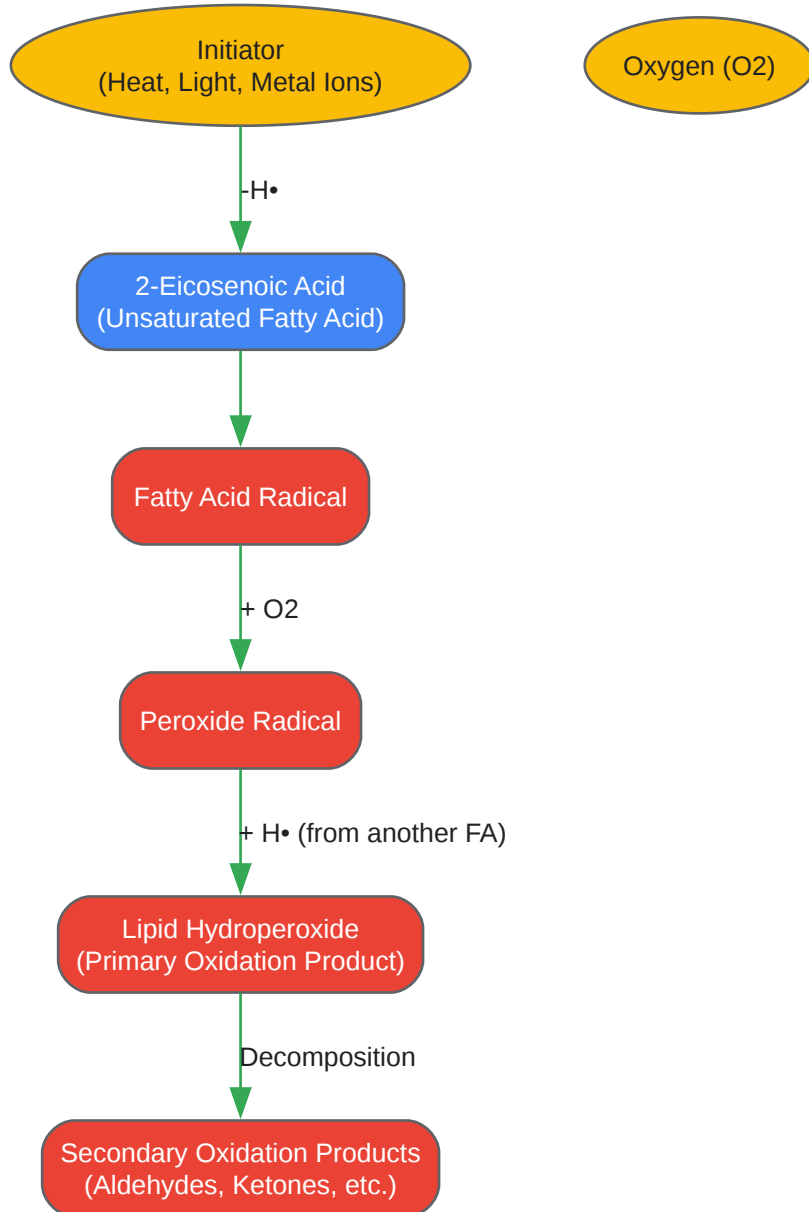 Initiator
(Heat, Light, Metal Ions)
Oxygen (O2)
-H•
2-Eicosenoic Acid
(Unsaturated Fatty Acid)
Fatty Acid Radical
+ O2
Peroxide Radical
+ H• (from another FA)
Lipid Hydroperoxide
(Primary Oxidation Product)
Decomposition
Secondary Oxidation Products
(Aldehydes, Ketones, etc.)